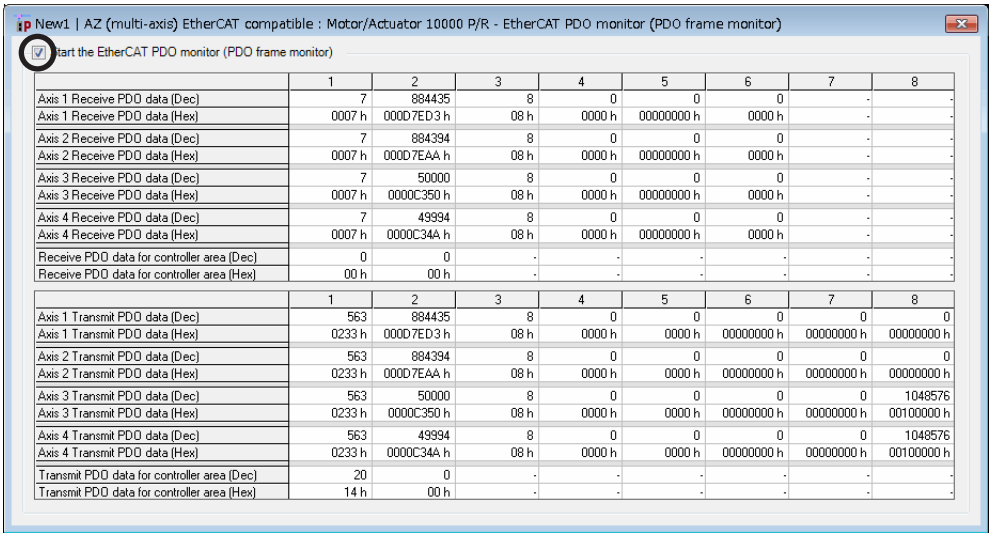 New1 | AZ (multi-axis) EtherCAT compatible : Motor/Actuator 10000 P/R - EtherCAT PDO monitor (PDO frame monitor)
Start the EtherCAT PDO monitor (PDO frame monitor)
1 2 3 4 5 6 7 8
Axis 1 Receive PDO data (Dec) 7 884435 8 0 0 0 - -
Axis 1 Receive PDO data (Hex) 0007 h 000D7ED3 h 08 h 0000 h 00000000 h 0000 h - -
Axis 2 Receive PDO data (Dec) 7 884394 8 0 0 0 - -
Axis 2 Receive PDO data (Hex) 0007 h 000D7EAA h 08 h 0000 h 00000000 h 0000 h - -
Axis 3 Receive PDO data (Dec) 7 50000 8 0 0 0 - -
Axis 3 Receive PDO data (Hex) 0007 h 0000C350 h 08 h 0000 h 00000000 h 0000 h - -
Axis 4 Receive PDO data (Dec) 7 49994 8 0 0 0 - -
Axis 4 Receive PDO data (Hex) 0007 h 0000C34A h 08 h 0000 h 00000000 h 0000 h - -
Receive PDO data for controller area (Dec) 0 0 - - - - - -
Receive PDO data for controller area (Hex) 00 h 00 h - - - - - -
1 2 3 4 5 6 7 8
Axis 1 Transmit PDO data (Dec) 563 884435 8 0 0 0 0 0
Axis 1 Transmit PDO data (Hex) 0233 h 000D7ED3 h 08 h 0000 h 0000 h 00000000 h 00000000 h 00000000 h
Axis 2 Transmit PDO data (Dec) 563 884394 8 0 0 0 0 0
Axis 2 Transmit PDO data (Hex) 0233 h 000D7EAA h 08 h 0000 h 0000 h 00000000 h 00000000 h 00000000 h
Axis 3 Transmit PDO data (Dec) 563 50000 8 0 0 0 0 1048576
Axis 3 Transmit PDO data (Hex) 0233 h 0000C350 h 08 h 0000 h 0000 h 00000000 h 00000000 h 00100000 h
Axis 4 Transmit PDO data (Dec) 563 49994 8 0 0 0 0 1048576
Axis 4 Transmit PDO data (Hex) 0233 h 0000C34A h 08 h 0000 h 0000 h 00000000 h 00000000 h 00100000 h
Transmit PDO data for controller area (Dec) 20 0 - - - - - -
Transmit PDO data for controller area (Hex) 14 h 00 h - - - - - -